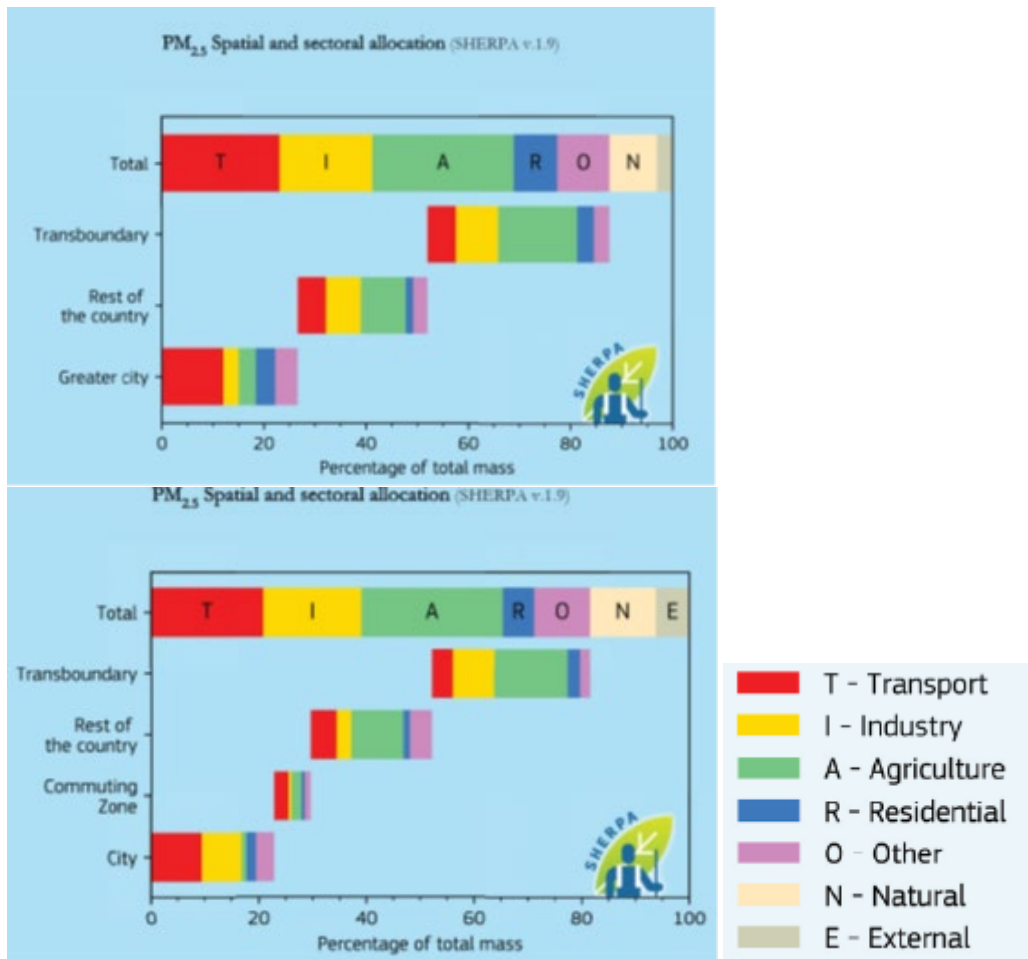 PM2.5 Spatial and sectoral allocation (SHERPA v.1.9)
Total
T I A R O N
Transboundary
Rest of
the country
Greater city
SHERPA
0 20 40 60 80 100
Percentage of total mass
PM2.5 Spatial and sectoral allocation (SHERPA v.1.9)
Total
T I A R O N E
Transboundary
Rest of
the country
Commuting
Zone
City
SHERPA
0 20 40 60 80 100
Percentage of total mass
T - Transport
I - Industry
A - Agriculture
R - Residential
O - Other
N - Natural
E - External